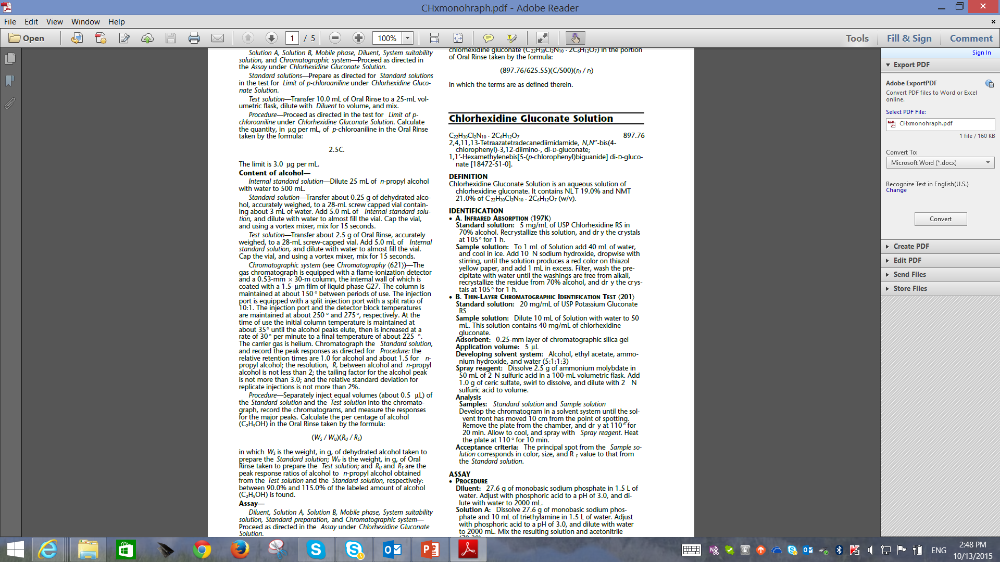 CHxmonohraph.pdf - Adobe Reader
File Edit View Window Help
Open
1 / 5
100%
Tools
Fill & Sign
Comment
Solution A, Solution B, Mobile phase, Diluent, System suitability
solution, and Chromatographic system—Proceed as directed in
the Assay under Chlorhexidine Gluconate Solution.
Standard solutions—Prepare as directed for Standard solutions
in the test for Limit of p-chloroaniline under Chlorhexidine Gluco-
nate Solution.
Test solution—Transfer 10.0 mL of Oral Rinse to a 25-mL vol-
umetric flask, dilute with Diluent to volume, and mix.
Procedure—Proceed as directed in the test for Limit of p-
chloroaniline under Chlorhexidine Gluconate Solution. Calculate
the quantity, in µg per mL, of p-chloroaniline in the Oral Rinse
taken by the formula:
2.5C.
The limit is 3.0 µg per mL.
Content of alcohol—
Internal standard solution—Dilute 25 mL of n-propyl alcohol
with water to 500 mL.
Standard solution—Transfer about 0.25 g of dehydrated alco-
hol, accurately weighed, to a 28-mL screw capped vial contain-
ing about 3 mL of water. Add 5.0 mL of Internal standard solu-
tion, and dilute with water to almost fill the vial. Cap the vial,
and using a vortex mixer, mix for 15 seconds.
Test solution—Transfer about 2.5 g of Oral Rinse, accurately
weighed, to a 28-mL screw-capped vial. Add 5.0 mL of Internal
standard solution, and dilute with water to almost fill the vial.
Cap the vial, and using a vortex mixer, mix for 15 seconds.
Chromatographic system (see Chromatography ⟨621⟩)—The
gas chromatograph is equipped with a flame-ionization detector
and a 0.53-mm × 30-m column, the internal wall of which is
coated with a 1.5- µm film of liquid phase G27. The column is
maintained at about 150° between periods of use. The injection
port is equipped with a split injection port with a split ratio of
10:1. The injection port and the detector block temperatures
are maintained at about 250 ° and 275°, respectively. At the
time of use the initial column temperature is maintained at
about 35° until the alcohol peaks elute, then is increased at a
rate of 30° per minute to a final temperature of about 225 °.
The carrier gas is helium. Chromatograph the Standard solution,
and record the peak responses as directed for Procedure: the
relative retention times are 1.0 for alcohol and about 1.5 for n-
propyl alcohol; the resolution, R, between alcohol and n-propyl
alcohol is not less than 2; the tailing factor for the alcohol peak
is not more than 3.0; and the relative standard deviation for
replicate injections is not more than 2%.
Procedure—Separately inject equal volumes (about 0.5 µL) of
the Standard solution and the Test solution into the chromato-
graph, record the chromatograms, and measure the responses
for the major peaks. Calculate the per centage of alcohol
(C2H5OH) in the Oral Rinse taken by the formula:
(WS / WU)(RU / RS)
in which WS is the weight, in g, of dehydrated alcohol taken to
prepare the Standard solution; WU is the weight, in g, of Oral
Rinse taken to prepare the Test solution; and RU and RS are the
peak response ratios of alcohol to n-propyl alcohol obtained
from the Test solution and the Standard solution, respectively:
between 90.0% and 115.0% of the labeled amount of alcohol
(C2H5OH) is found.
Assay—
Diluent, Solution A, Solution B, Mobile phase, System suitability
solution, Standard preparation, and Chromatographic system—
Proceed as directed in the Assay under Chlorhexidine Gluconate
Solution.
chlorhexidine gluconate (C22H30Cl2N10 · 2C6H12O7) in the portion
of Oral Rinse taken by the formula:
(897.76/625.55)(C/500)(rU / rS)
in which the terms are as defined therein.
Chlorhexidine Gluconate Solution
C22H30Cl2N10 · 2C6H12O7 897.76
2,4,11,13-Tetraazatetradecanediimidamide, N,N″-bis(4-
chlorophenyl)-3,12-diimino-, di-D-gluconate;
1,1′-Hexamethylenebis[5-(p-chlorophenyl)biguanide] di-D-gluco-
nate [18472-51-0].
DEFINITION
Chlorhexidine Gluconate Solution is an aqueous solution of
chlorhexidine gluconate. It contains NL T 19.0% and NMT
21.0% of C22H30Cl2N10 · 2C6H12O7 (w/v).
IDENTIFICATION
• A. INFRARED ABSORPTION ⟨197K⟩
Standard solution: 5 mg/mL of USP Chlorhexidine RS in
70% alcohol. Recrystallize this solution, and dr y the crystals
at 105° for 1 h.
Sample solution: To 1 mL of Solution add 40 mL of water,
and cool in ice. Add 10 N sodium hydroxide, dropwise with
stirring, until the solution produces a red color on thiazol
yellow paper, and add 1 mL in excess. Filter, wash the pre-
cipitate with water until the washings are free from alkali,
recrystallize the residue from 70% alcohol, and dr y the crys-
tals at 105° for 1 h.
• B. THIN-LAYER CHROMATOGRAPHIC IDENTIFICATION TEST ⟨201⟩
Standard solution: 20 mg/mL of USP Potassium Gluconate
RS
Sample solution: Dilute 10 mL of Solution with water to 50
mL. This solution contains 40 mg/mL of chlorhexidine
gluconate.
Adsorbent: 0.25-mm layer of chromatographic silica gel
Application volume: 5 µL
Developing solvent system: Alcohol, ethyl acetate, ammo-
nium hydroxide, and water (5:1:1:3)
Spray reagent: Dissolve 2.5 g of ammonium molybdate in
50 mL of 2 N sulfuric acid in a 100-mL volumetric flask. Add
1.0 g of ceric sulfate, swirl to dissolve, and dilute with 2 N
sulfuric acid to volume.
Analysis
Samples: Standard solution and Sample solution
Develop the chromatogram in a solvent system until the sol-
vent front has moved 10 cm from the point of spotting.
Remove the plate from the chamber, and dr y at 110° for
20 min. Allow to cool, and spray with Spray reagent. Heat
the plate at 110° for 10 min.
Acceptance criteria: The principal spot from the Sample so-
lution corresponds in color, size, and R F value to that from
the Standard solution.
ASSAY
• PROCEDURE
Diluent: 27.6 g of monobasic sodium phosphate in 1.5 L of
water. Adjust with phosphoric acid to a pH of 3.0, and di-
lute with water to 2000 mL.
Solution A: Dissolve 27.6 g of monobasic sodium phos-
phate and 10 mL of triethylamine in 1.5 L of water. Adjust
with phosphoric acid to a pH of 3.0, and dilute with water
to 2000 mL. Mix the resulting solution and acetonitrile
Sign In
Export PDF
Adobe ExportPDF
Convert PDF files to Word or Excel
online.
Select PDF File:
CHxmonohraph.pdf
1 file / 160 KB
Convert To:
Microsoft Word (*.docx)
Recognize Text in English(U.S.)
Change
Convert
Create PDF
Edit PDF
Send Files
Store Files
ENG
2:48 PM
10/13/2015